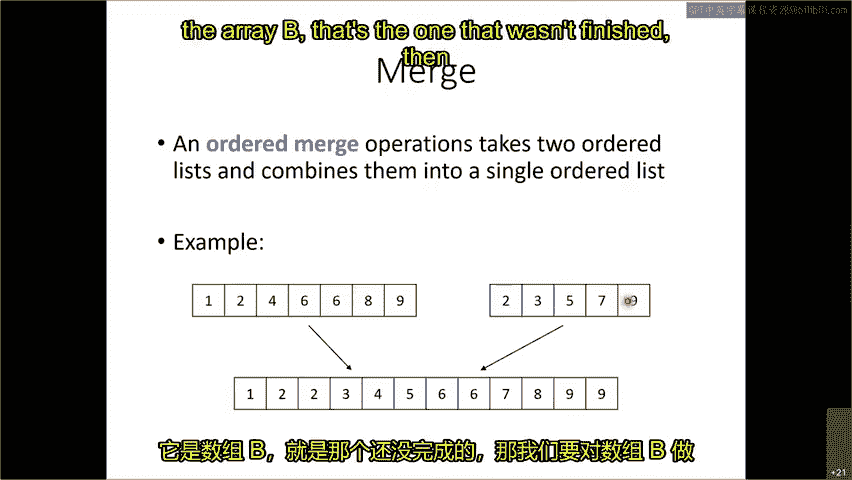 the array B, that's the one that wasn't finished,
then
Merge
• An ordered merge operations takes two ordered
lists and combines them into a single ordered list
• Example:
1 2 4 6 6 8 9
2 3 5 7 9
1 2 2 3 4 5 6 6 7 8 9 9
它是数组 B，就是那个还没完成的，那我们要对数组 B 做
+21